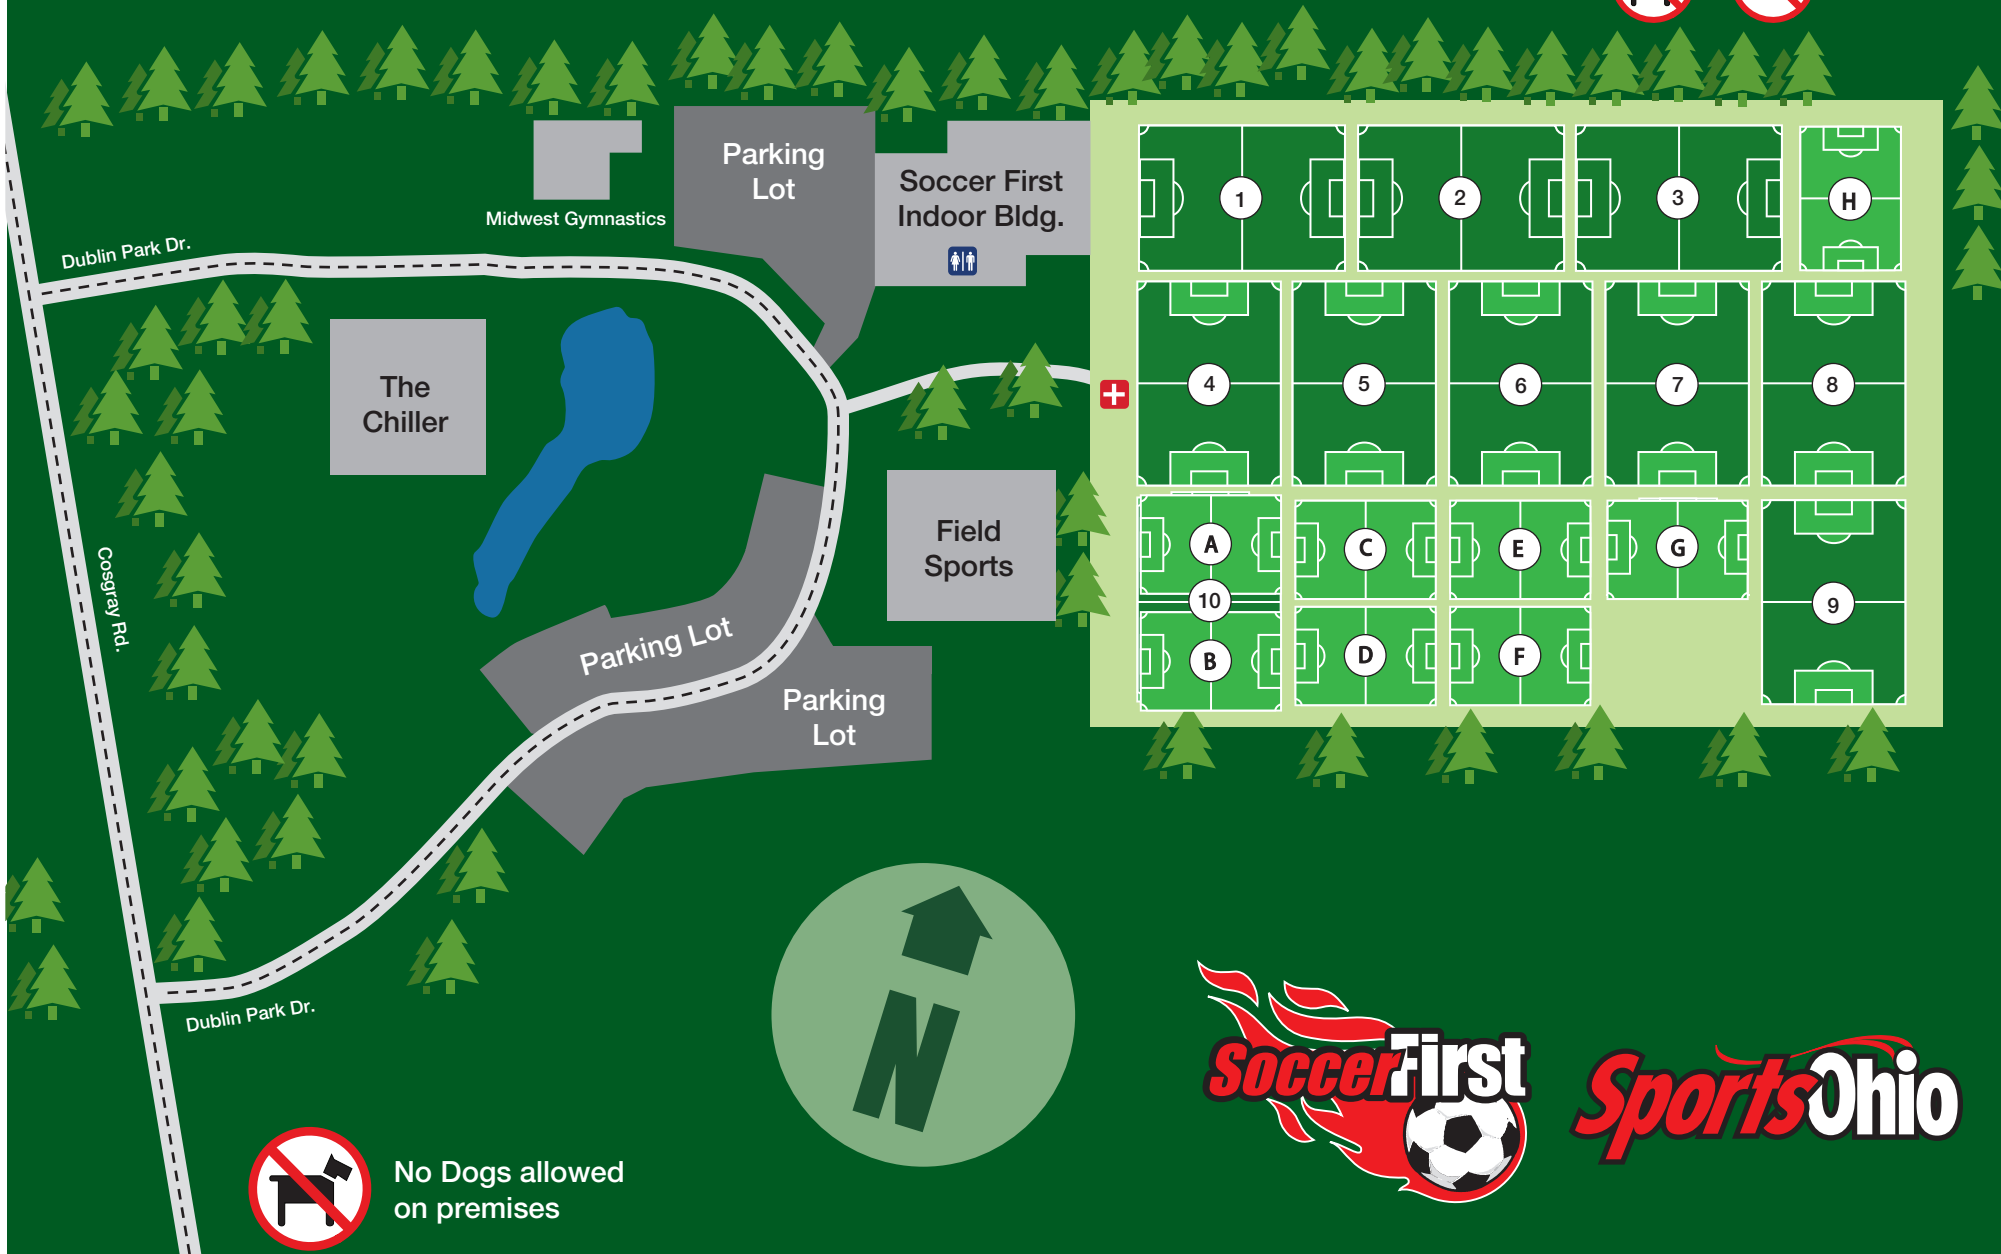 Parking
Lot
Soccer First
Indoor Bldg.
Midwest Gymnastics
Dublin Park Dr.
The
Chiller
Field
Sports
Cosgray Rd.
Parking Lot
Parking
Lot
Dublin Park Dr.
1
2
3
H
4
5
6
7
8
A
C
E
G
10
9
B
D
F
N
SoccerFirst
SportsOhio
No Dogs allowed
on premises